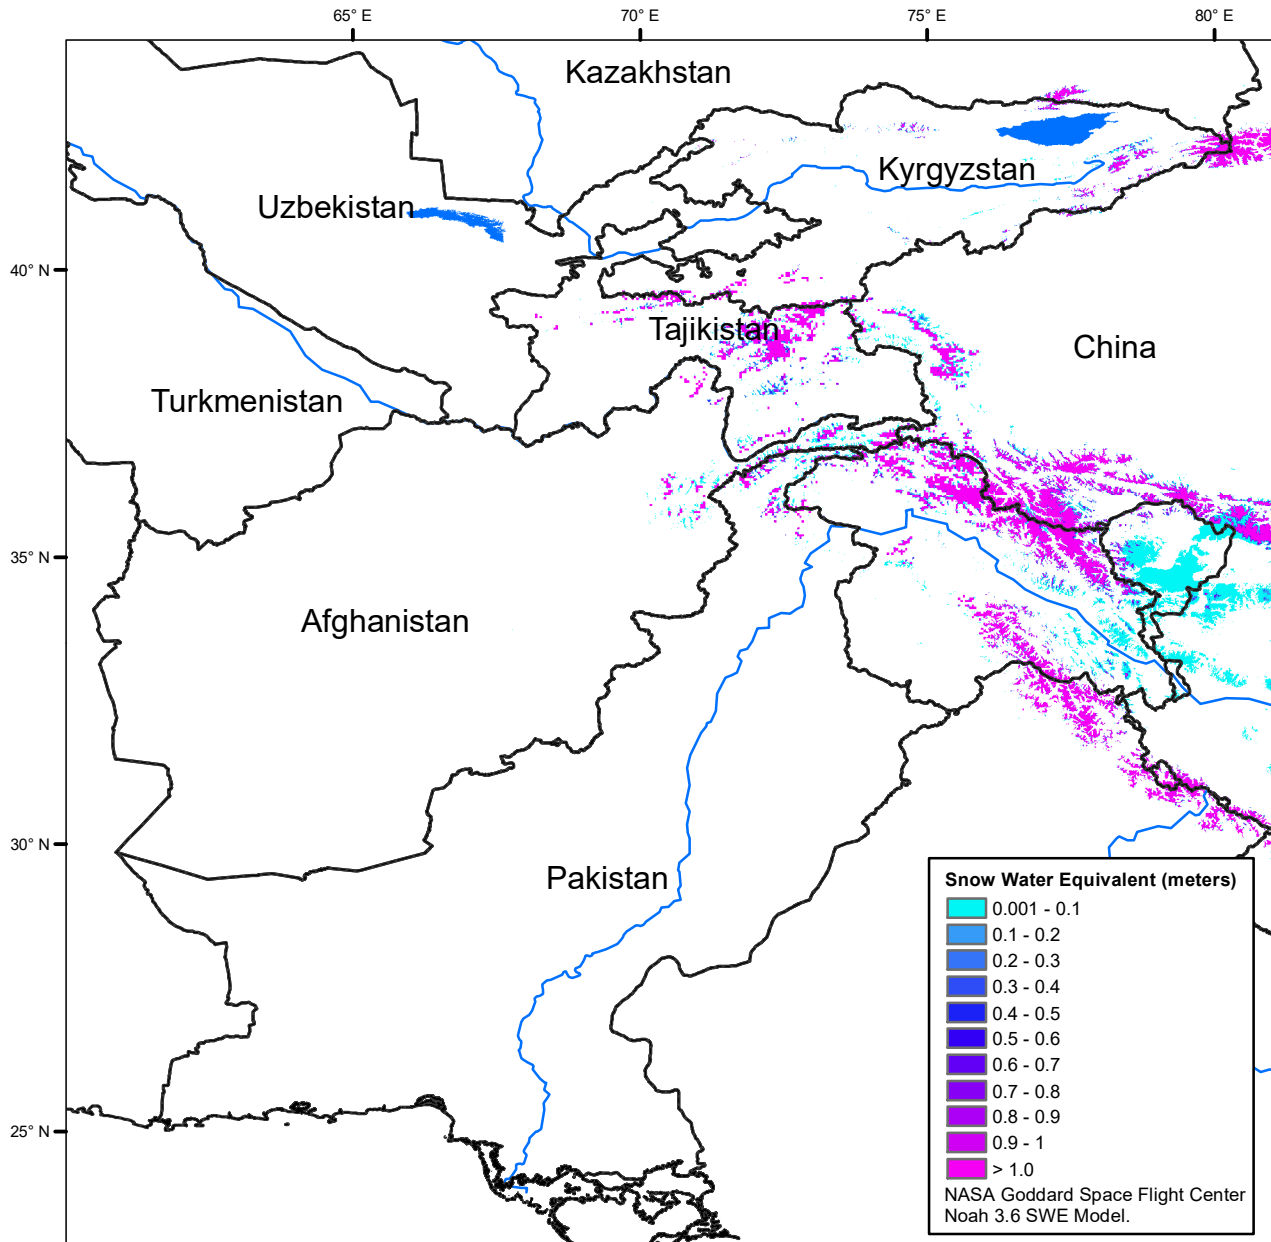 65° E
70° E
75° E
80° E
Kazakhstan
Kyrgyzstan
Uzbekistan
40° N
Tajikistan
China
Turkmenistan
35° N
Afghanistan
30° N
Pakistan
25° N
Snow Water Equivalent (meters)
0.001 - 0.1
0.1 - 0.2
0.2 - 0.3
0.3 - 0.4
0.4 - 0.5
0.5 - 0.6
0.6 - 0.7
0.7 - 0.8
0.8 - 0.9
0.9 - 1
> 1.0
NASA Goddard Space Flight Center
Noah 3.6 SWE Model.